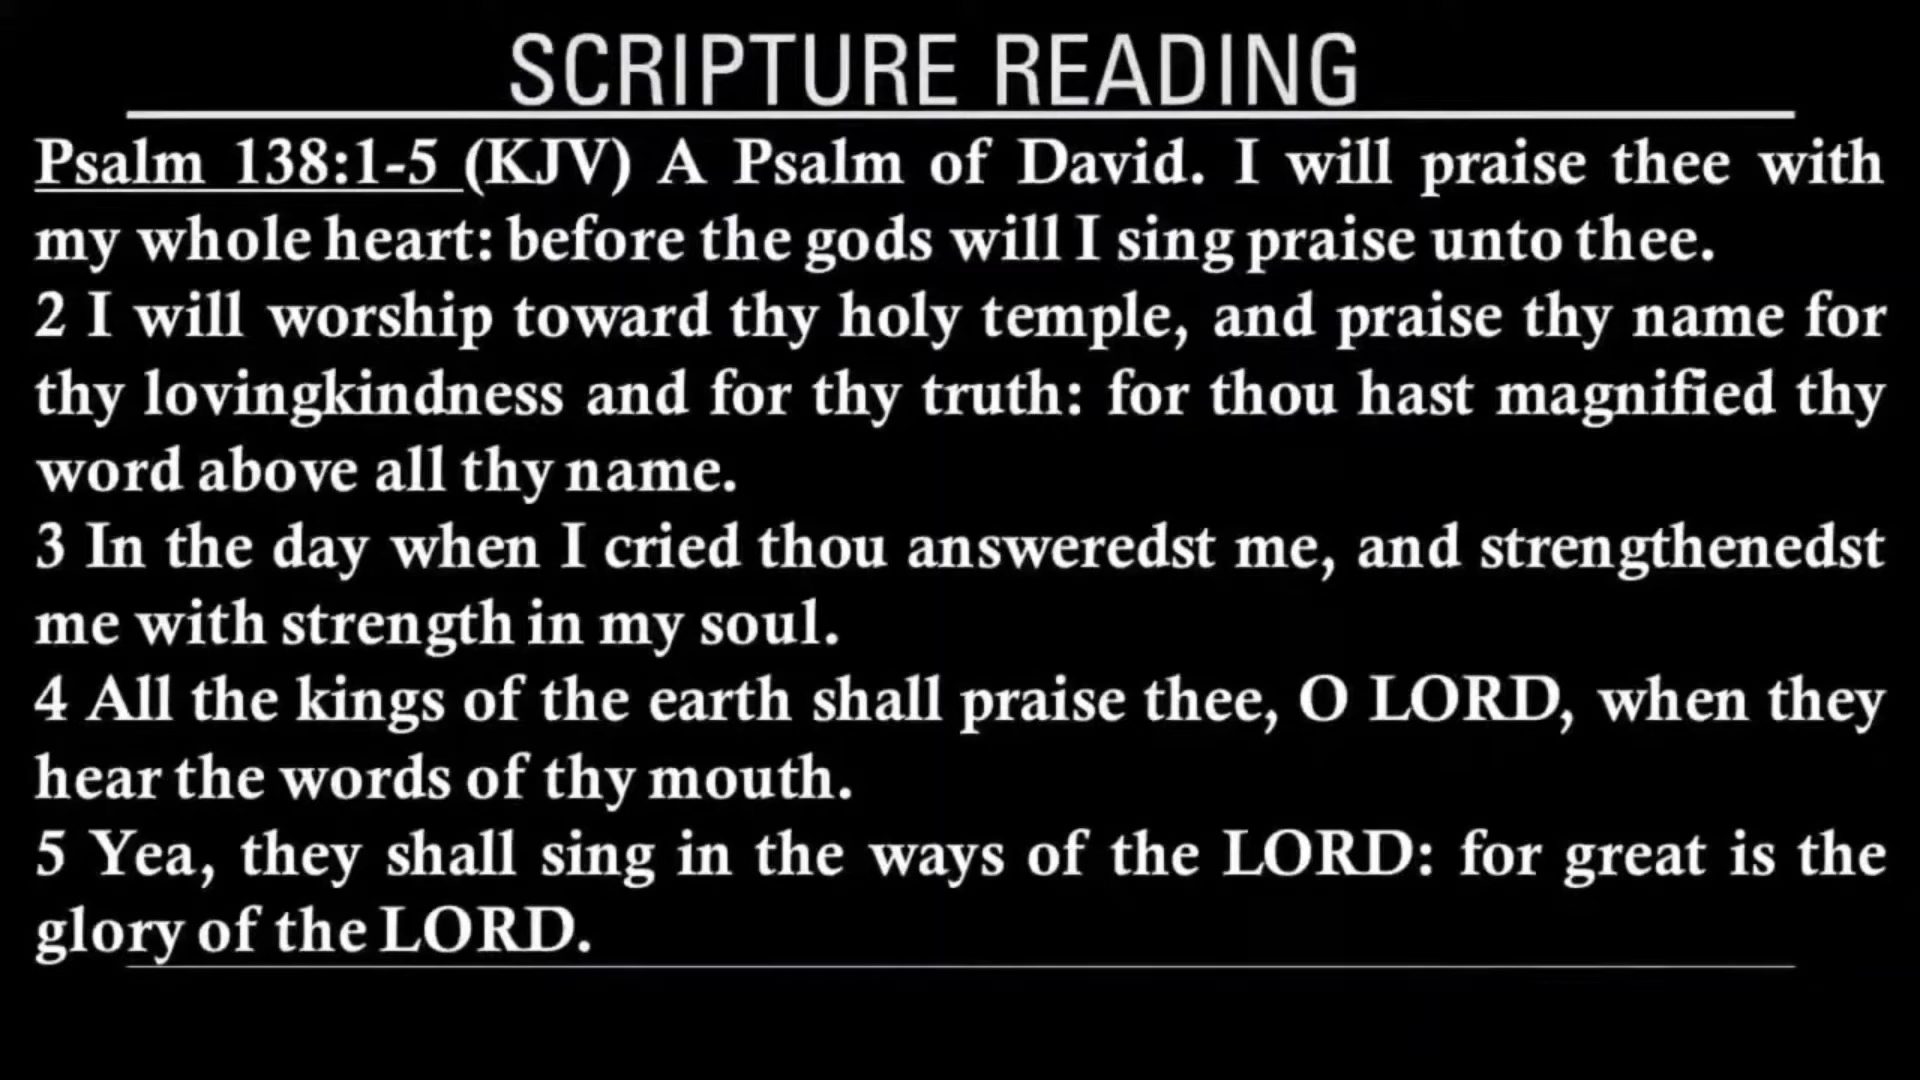 SCRIPTURE READING
Psalm 138:1-5 (KJV) A Psalm of David. I will praise thee with
my whole heart: before the gods will I sing praise unto thee.
2 I will worship toward thy holy temple, and praise thy name for
thy lovingkindness and for thy truth: for thou hast magnified thy
word above all thy name.
3 In the day when I cried thou answeredst me, and strengthenedst
me with strength in my soul.
4 All the kings of the earth shall praise thee, O LORD, when they
hear the words of thy mouth.
5 Yea, they shall sing in the ways of the LORD: for great is the
glory of the LORD.